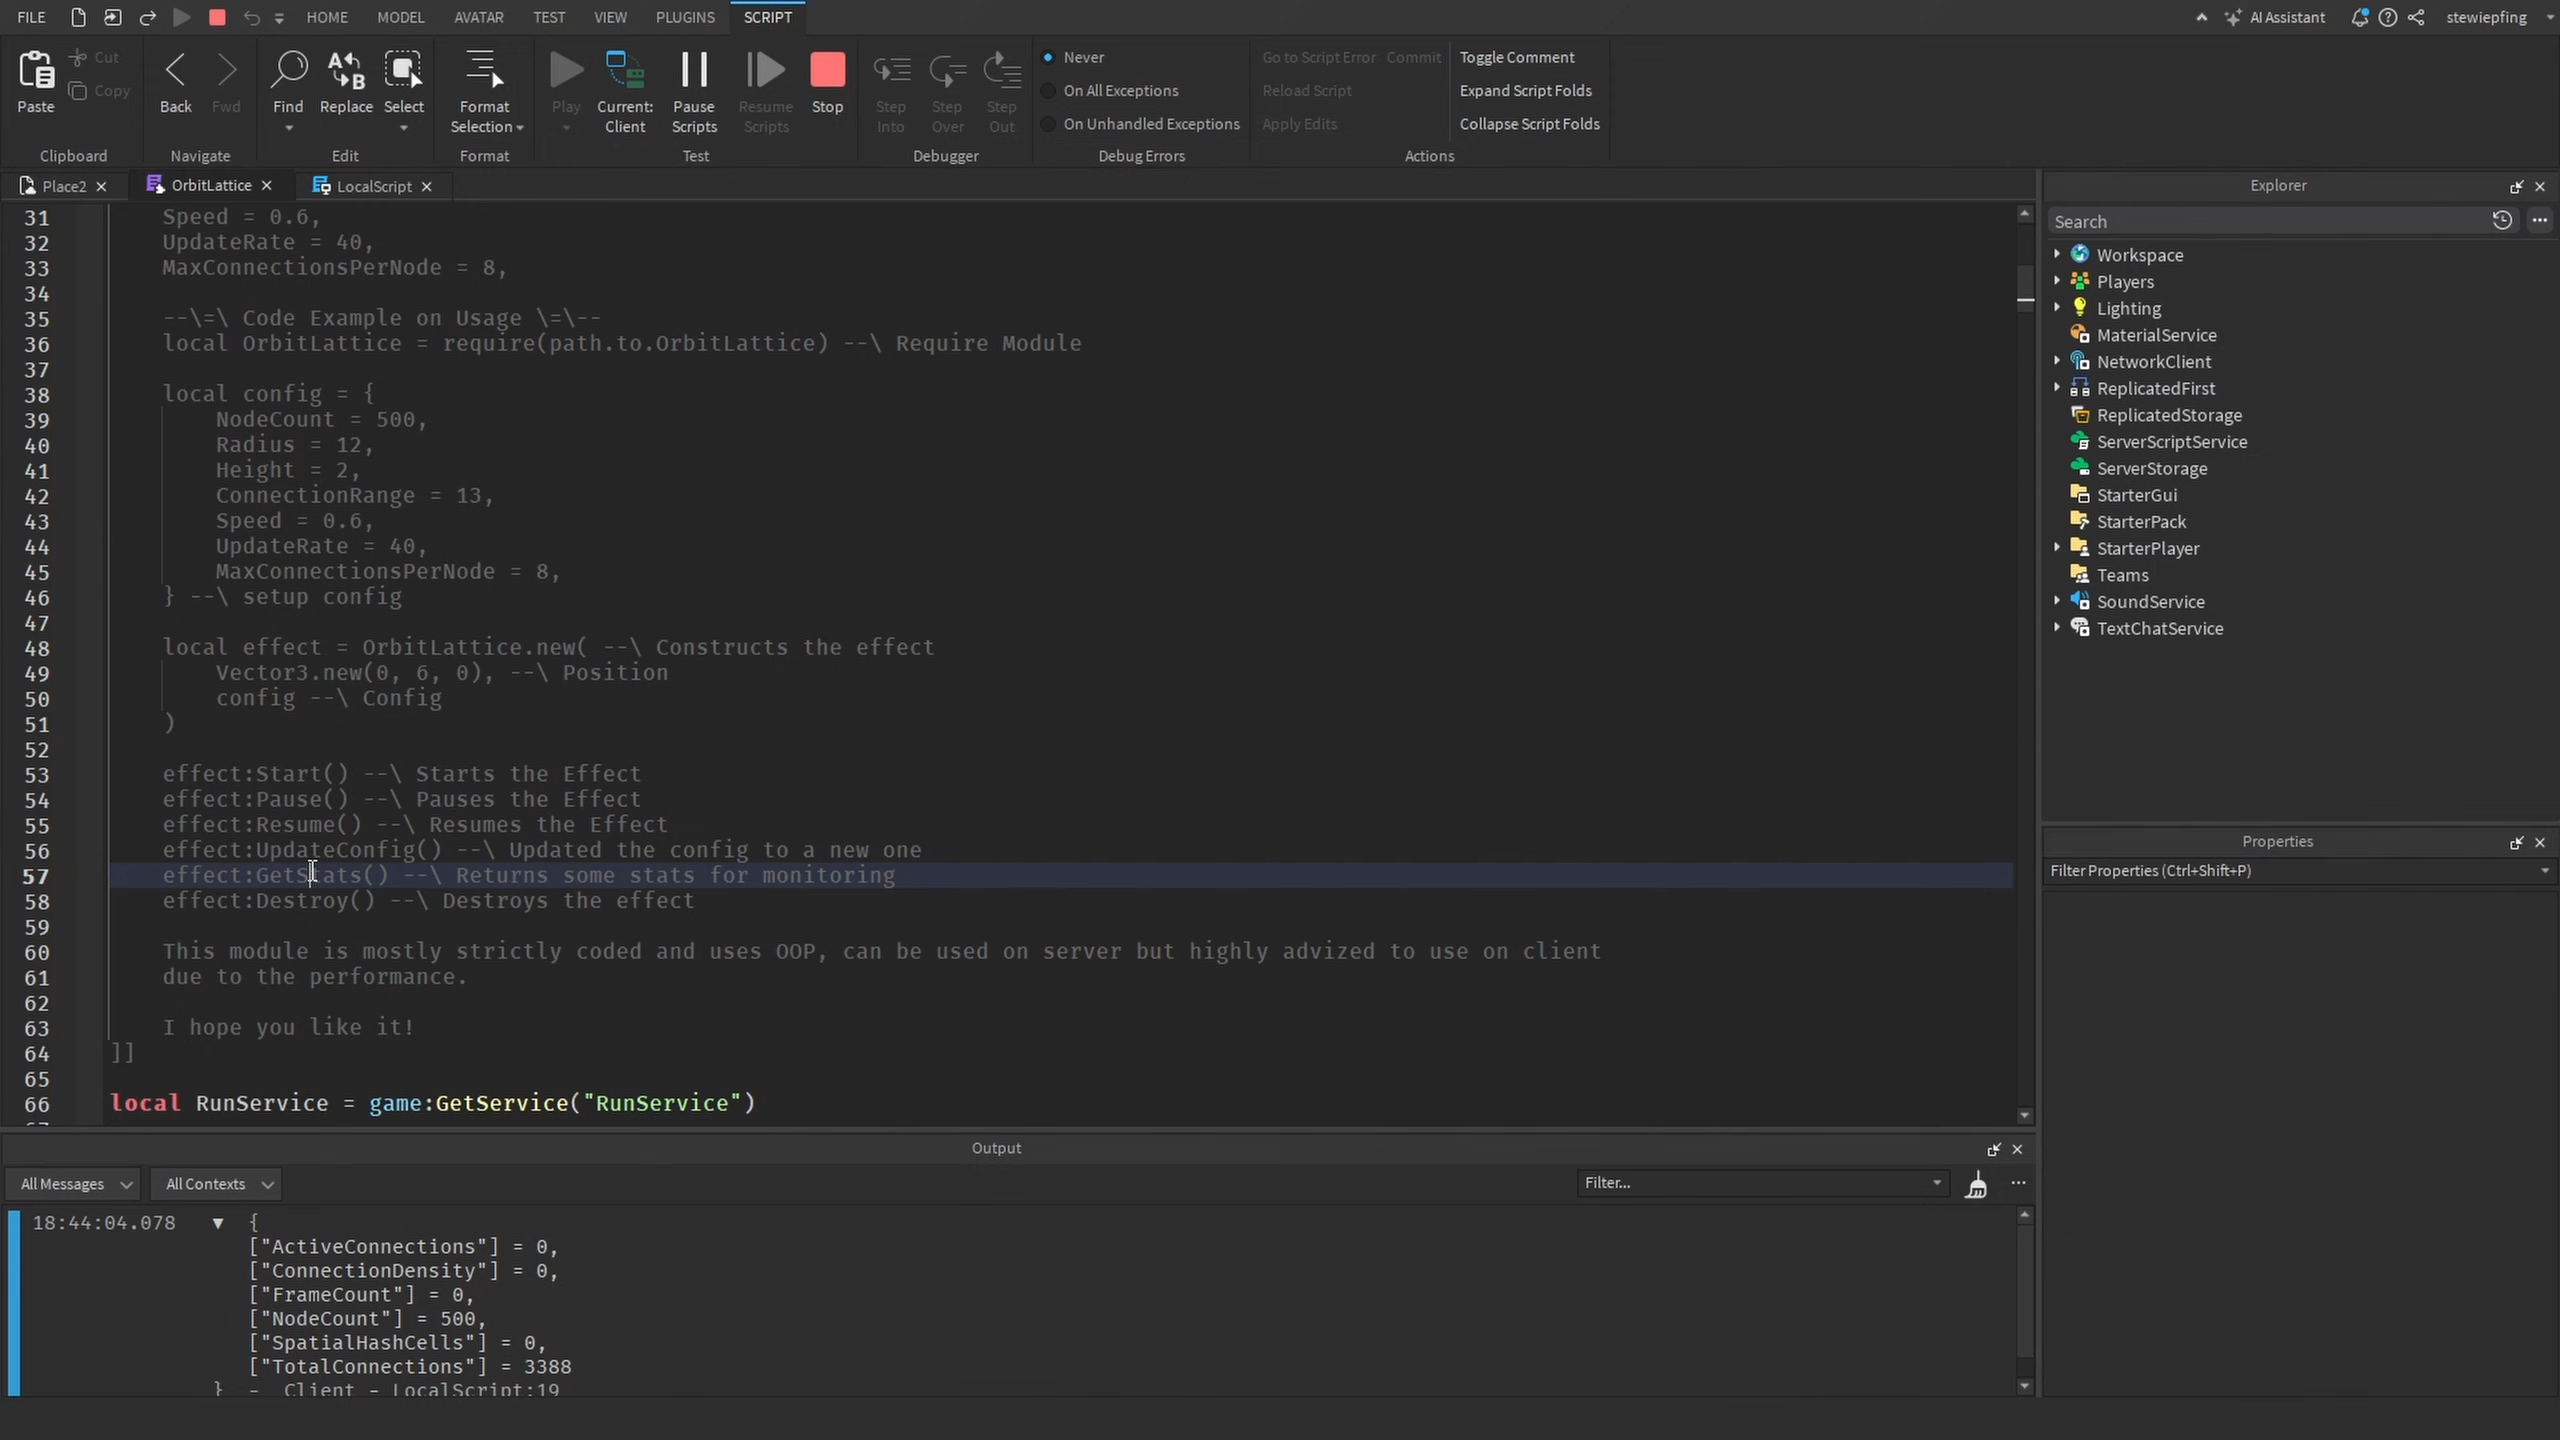 FILE HOME MODEL AVATAR TEST VIEW PLUGINS SCRIPT AI Assistant stewiepfing
Paste Cut Copy Back Fwd Find Replace Select Format Selection Play Current: Client Pause Scripts Resume Scripts Stop Step Into Step Over Step Out
Never Go to Script Error Commit Toggle Comment
On All Exceptions Reload Script Expand Script Folds
On Unhandled Exceptions Apply Edits Collapse Script Folds
Clipboard Navigate Edit Format Test Debugger Debug Errors Actions
Place2 OrbitLattice LocalScript
31 Speed = 0.6,
32 UpdateRate = 40,
33 MaxConnectionsPerNode = 8,
34
35 --\=\ Code Example on Usage \=\--
36 local OrbitLattice = require(path.to.OrbitLattice) --\ Require Module
37
38 local config = {
39 NodeCount = 500,
40 Radius = 12,
41 Height = 2,
42 ConnectionRange = 13,
43 Speed = 0.6,
44 UpdateRate = 40,
45 MaxConnectionsPerNode = 8,
46 } --\ setup config
47
48 local effect = OrbitLattice.new( --\ Constructs the effect
49 Vector3.new(0, 6, 0), --\ Position
50 config --\ Config
51 )
52
53 effect:Start() --\ Starts the Effect
54 effect:Pause() --\ Pauses the Effect
55 effect:Resume() --\ Resumes the Effect
56 effect:UpdateConfig() --\ Updated the config to a new one
57 effect:GetStats() --\ Returns some stats for monitoring
58 effect:Destroy() --\ Destroys the effect
59
60 This module is mostly strictly coded and uses OOP, can be used on server but highly advized to use on client
61 due to the performance.
62
63 I hope you like it!
64 ]]
65
66 local RunService = game:GetService("RunService")
Output
All Messages All Contexts Filter...
18:44:04.078 ▼ {
["ActiveConnections"] = 0,
["ConnectionDensity"] = 0,
["FrameCount"] = 0,
["NodeCount"] = 500,
["SpatialHashCells"] = 0,
["TotalConnections"] = 3388
} - Client - LocalScript:19
Explorer
Search
Workspace
Players
Lighting
MaterialService
NetworkClient
ReplicatedFirst
ReplicatedStorage
ServerScriptService
ServerStorage
StarterGui
StarterPack
StarterPlayer
Teams
SoundService
TextChatService
Properties
Filter Properties (Ctrl+Shift+P)